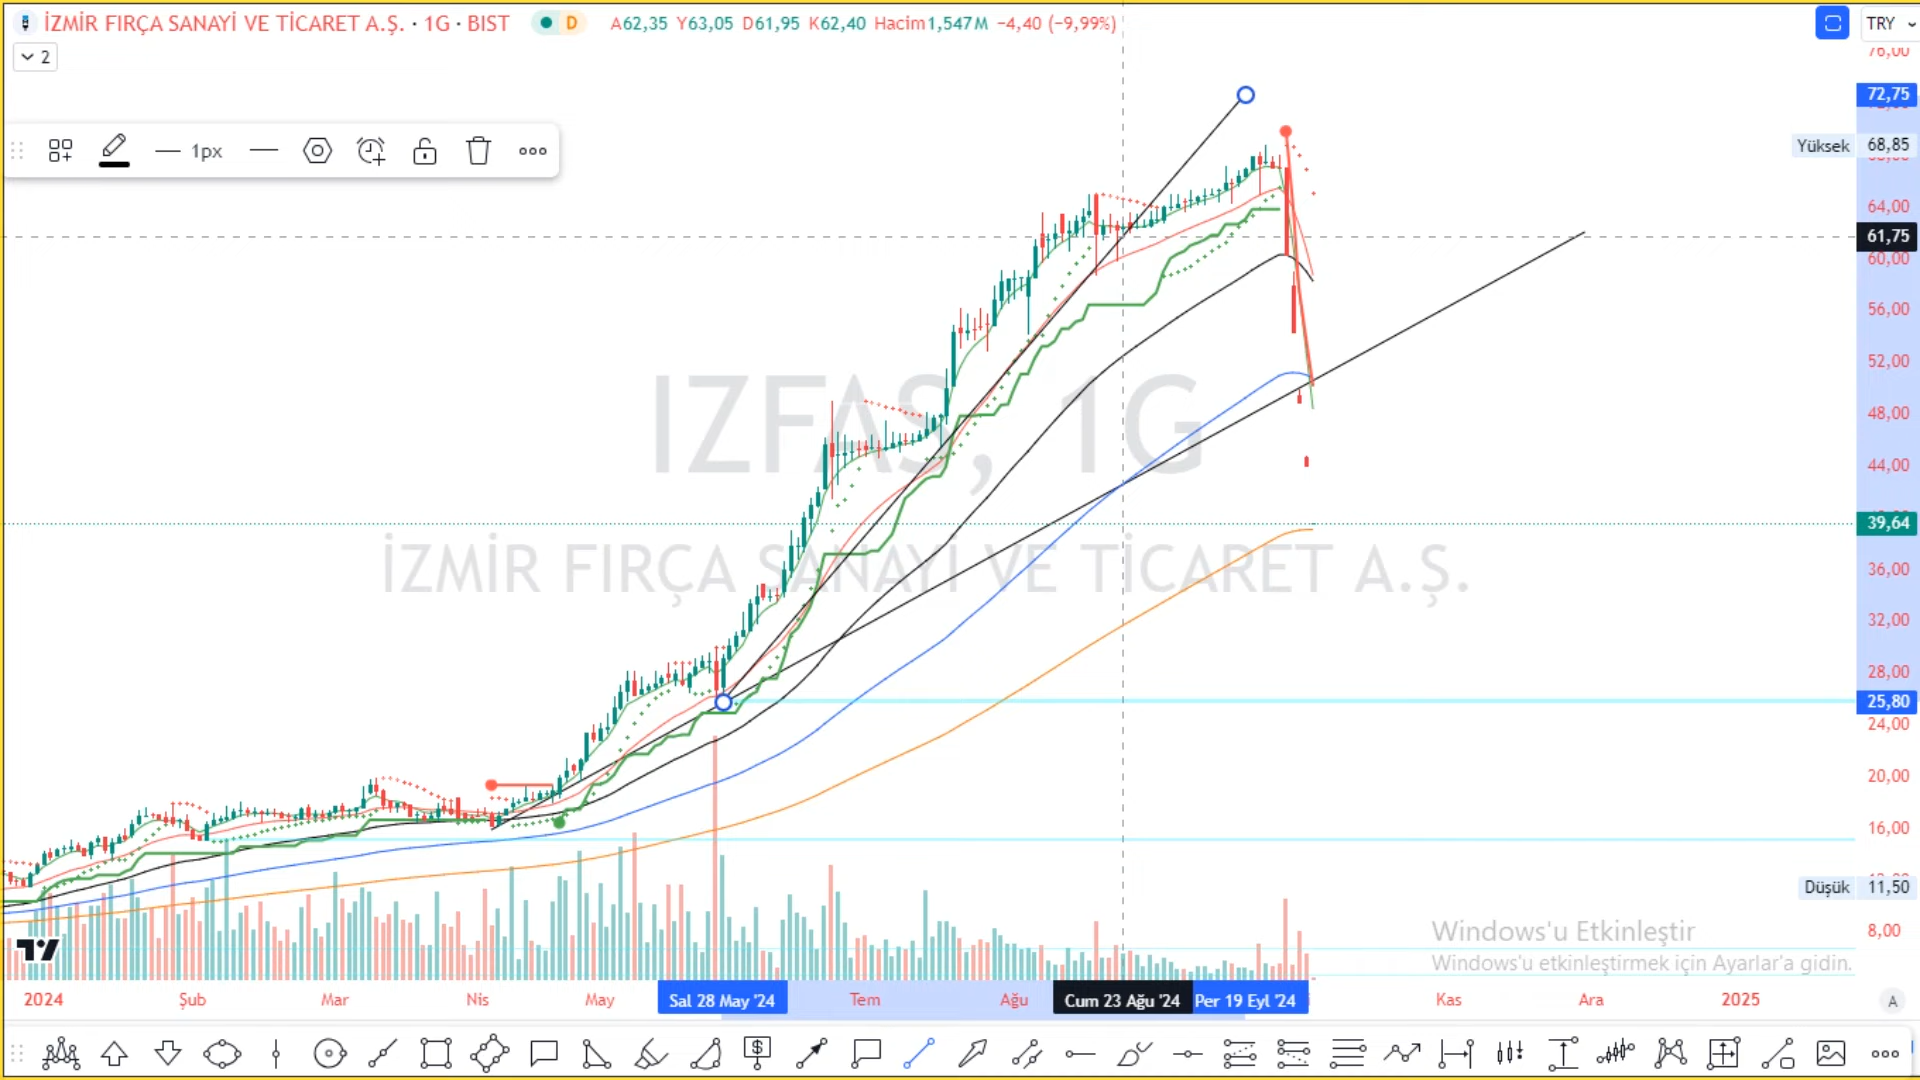 İZMİR FIRÇA SANAYİ VE TİCARET A.Ş. · 1G · BIST D A62,35 Y63,05 D61,95 K62,40 Hacim1,547M −4,40 (−9,99%)
TRY
2
76,00
72,75
1px
Yüksek 68,85
64,00
61,75
60,00
56,00
52,00
IZFAS, 1G
48,00
44,00
39,64
İZMİR FIRÇA SANAYİ VE TİCARET A.Ş.
36,00
32,00
28,00
25,80
24,00
20,00
16,00
Düşük 11,50
8,00
Windows'u Etkinleştir
Windows'u etkinleştirmek için Ayarlar'a gidin.
2024 Şub Mar Nis May Sal 28 May '24 Tem Ağu Cum 23 Ağu '24 Per 19 Eyl '24 Kas Ara 2025 A